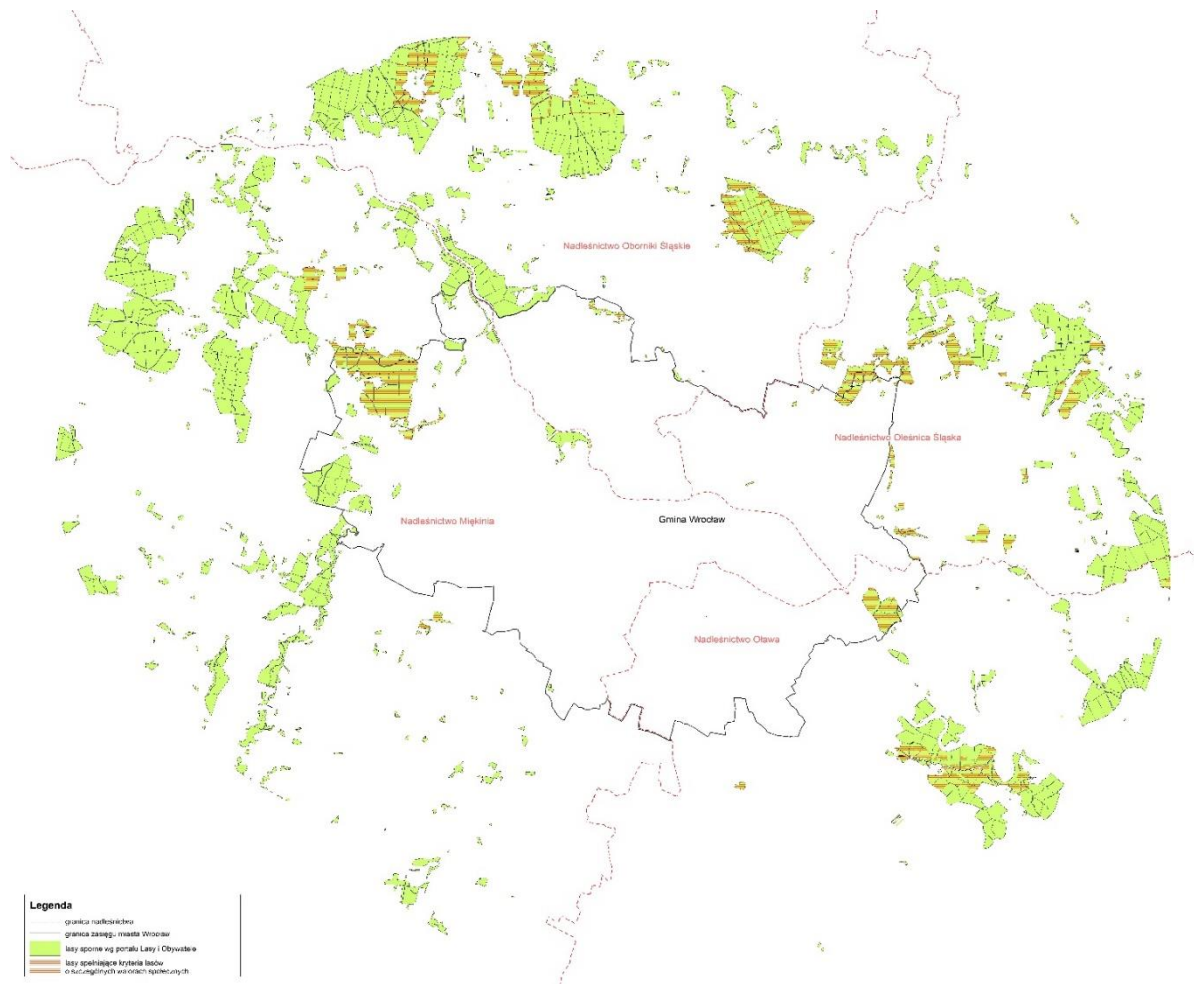 Nadleśnictwo Oborniki Śląskie
Nadleśnictwo Oleśnica Śląska
Nadleśnictwo Miękinia
Gmina Wrocław
Nadleśnictwo Oława
Legenda
granica nadleśnictwa
granica zasięgu miasta Wrocław
lasy sporne wg portalu Lasy i Obywatele
lasy spełniające kryteria lasów
o szczególnych walorach społecznych